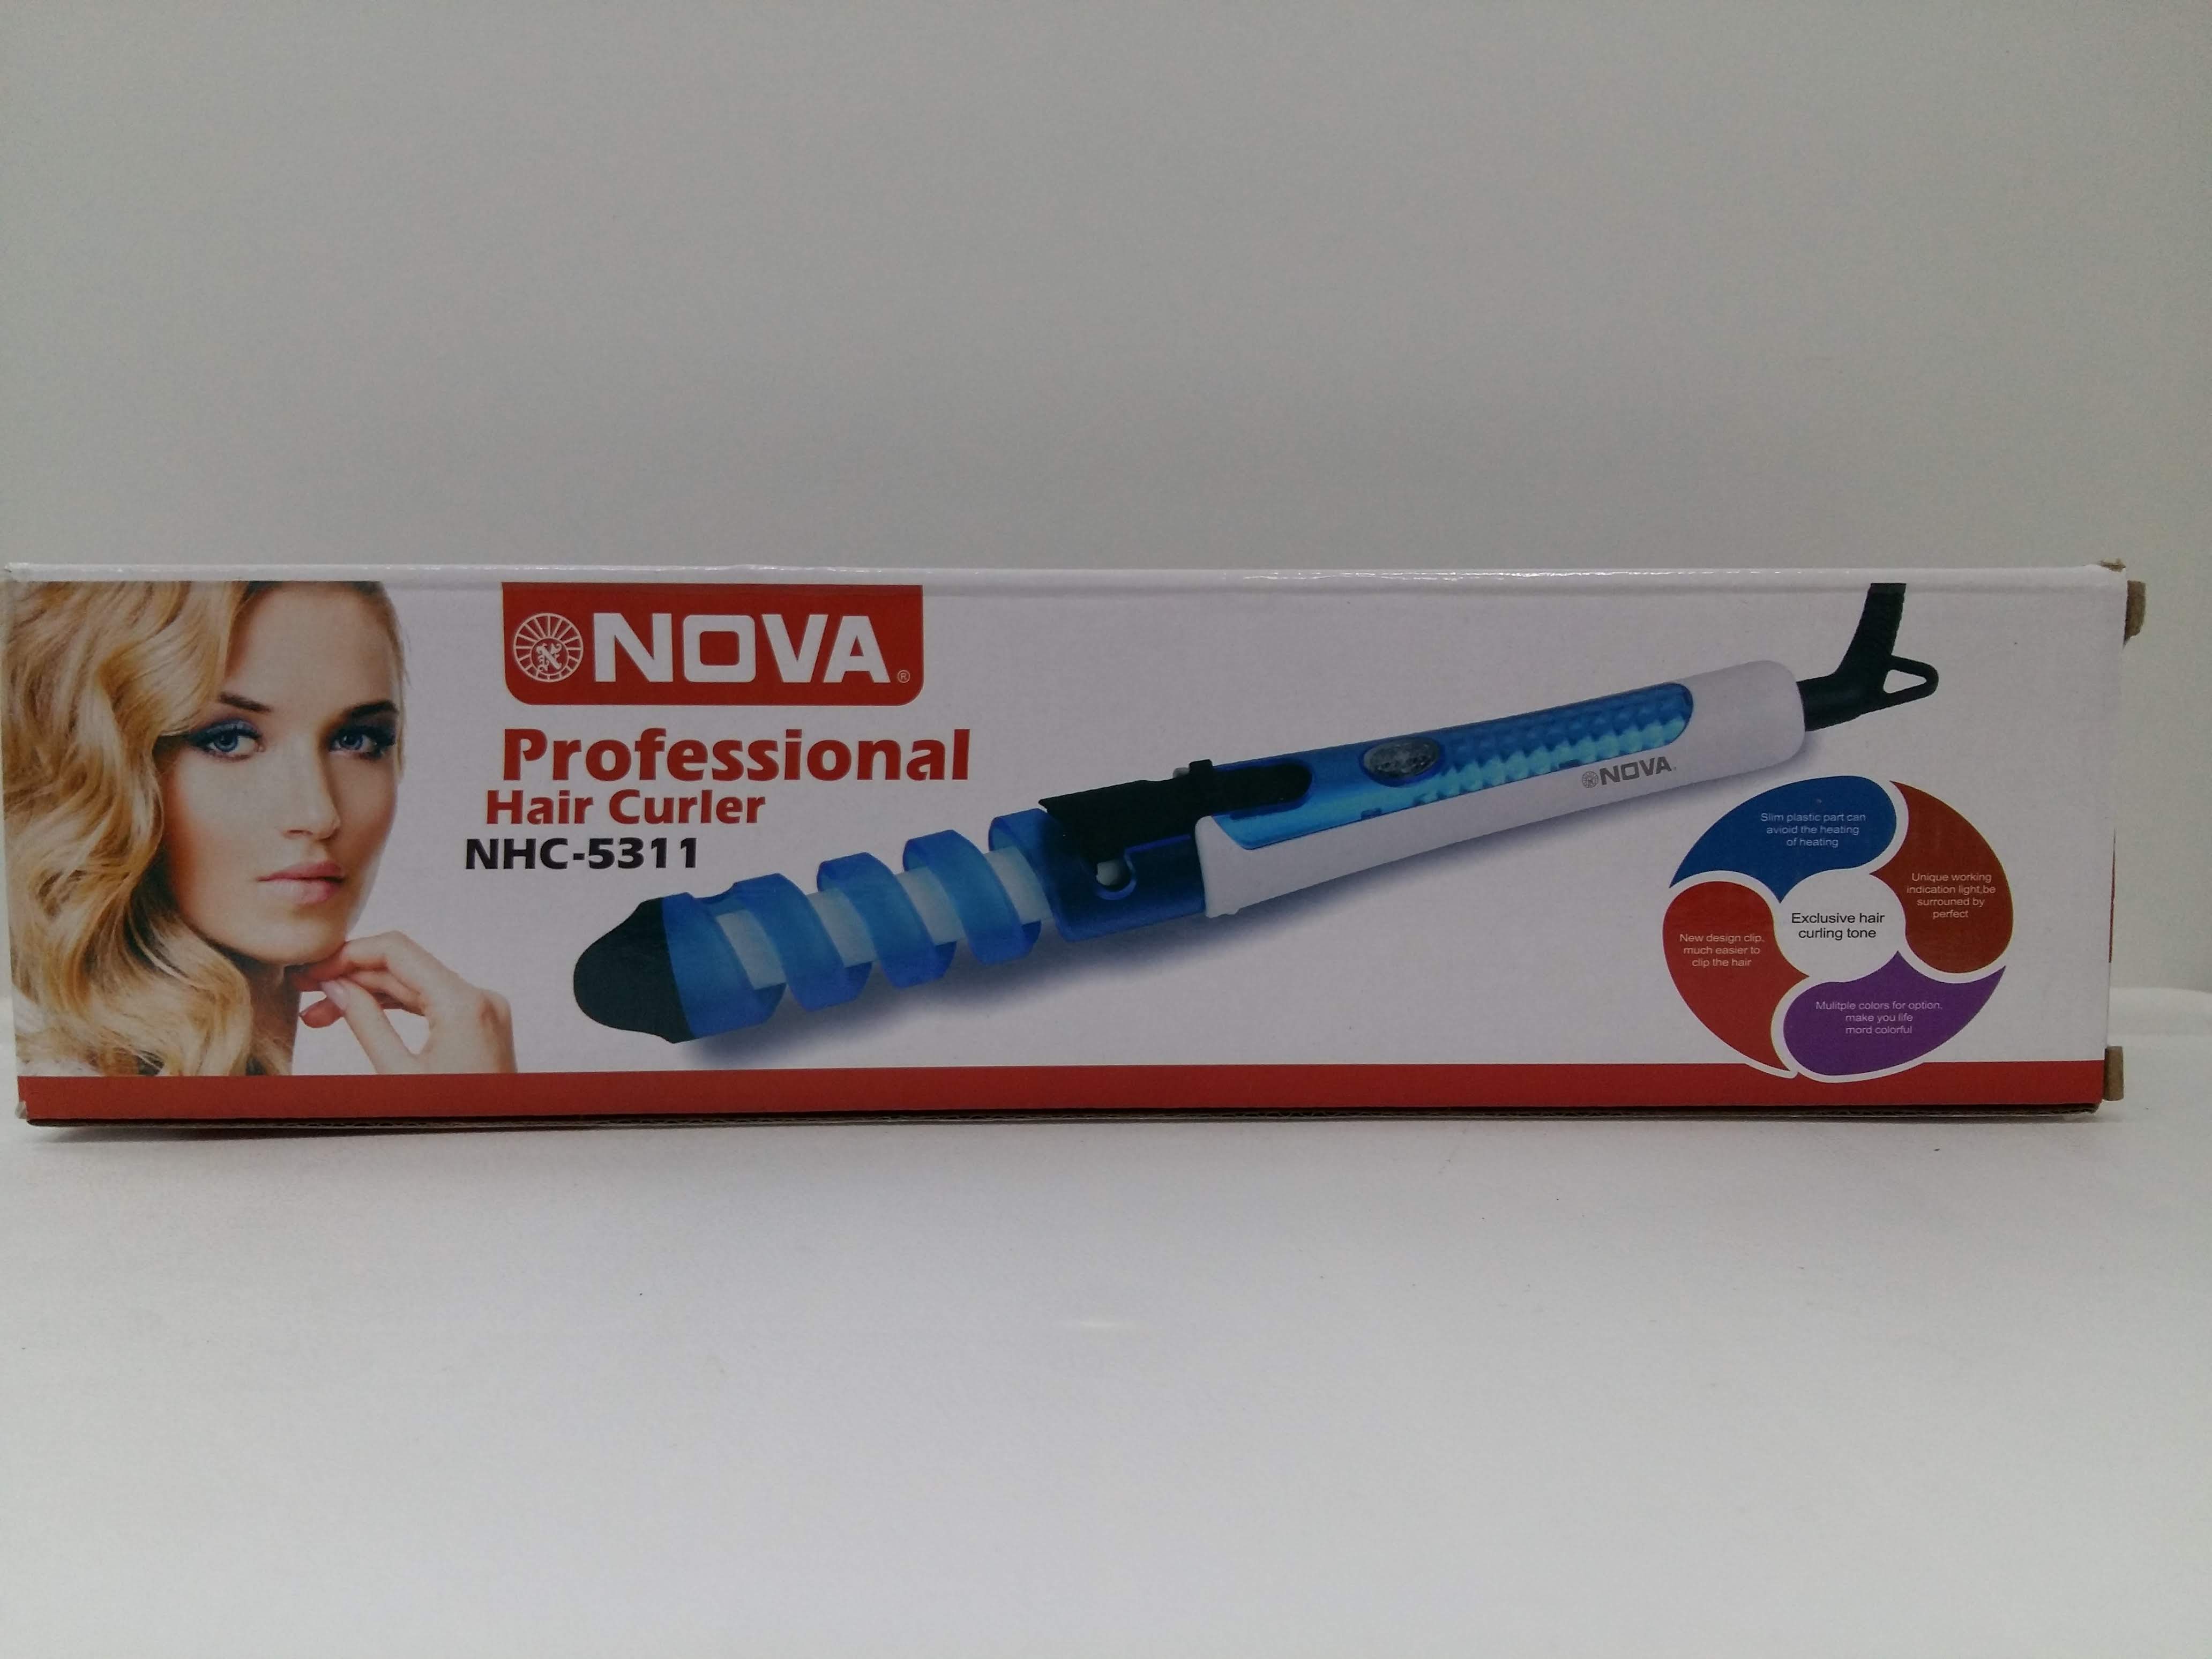 NOVA®
Professional
Hair Curler
NHC-5311
NOVA
Slim plastic part can
avioid the heating
of heating
Unique working
indication light,be
surrouned by
perfect
Exclusive hair
curling tone
New design clip,
much easier to
clip the hair
Mulitple colors for option,
make you life
mord colorful